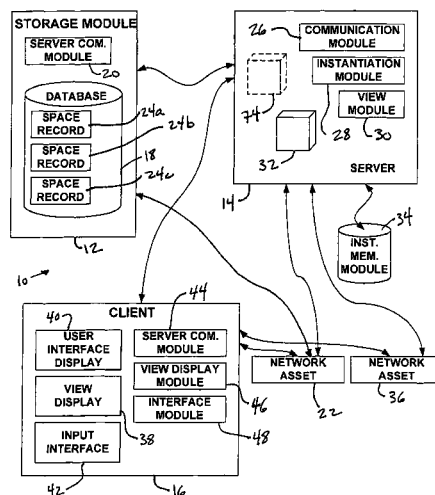 STORAGE MODULE
SERVER COM.
MODULE
20
DATABASE
SPACE
RECORD
24a
SPACE
RECORD
24b
SPACE
RECORD
24c
18
12
26
COMMUNICATION
MODULE
INSTANTIATION
MODULE
28
VIEW
MODULE
30
74
32
SERVER
14
34
INST.
MEM.
MODULE
10
CLIENT
40
USER
INTERFACE
DISPLAY
VIEW
DISPLAY
38
INPUT
INTERFACE
42
44
SERVER COM.
MODULE
VIEW DISPLAY
MODULE
46
INTERFACE
MODULE
48
16
NETWORK
ASSET
22
NETWORK
ASSET
36